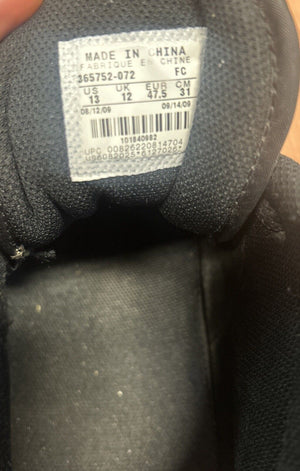 MADE IN CHINA
FABRIQUE EN CHINE
365752-072 FC
US UK EUR CM
13 12 47.5 31
08/12/09 09/14/09
101840982
UPC 00826220814704